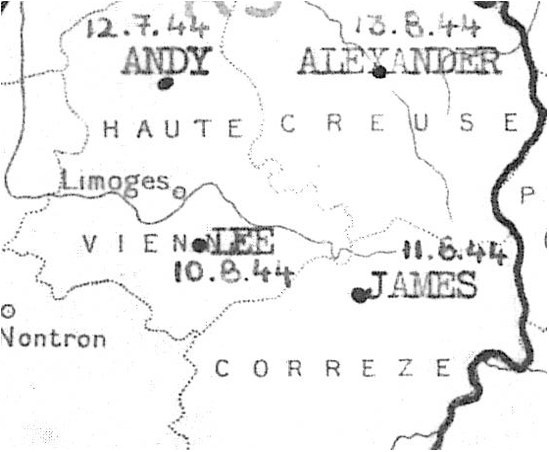 12.7.44
ANDY
13.8.44
ALEXANDER
HAUTE
CREUSE
Limoges
P
VIENN
LEE
10.8.44
11.8.44
JAMES
Nontron
CORREZE